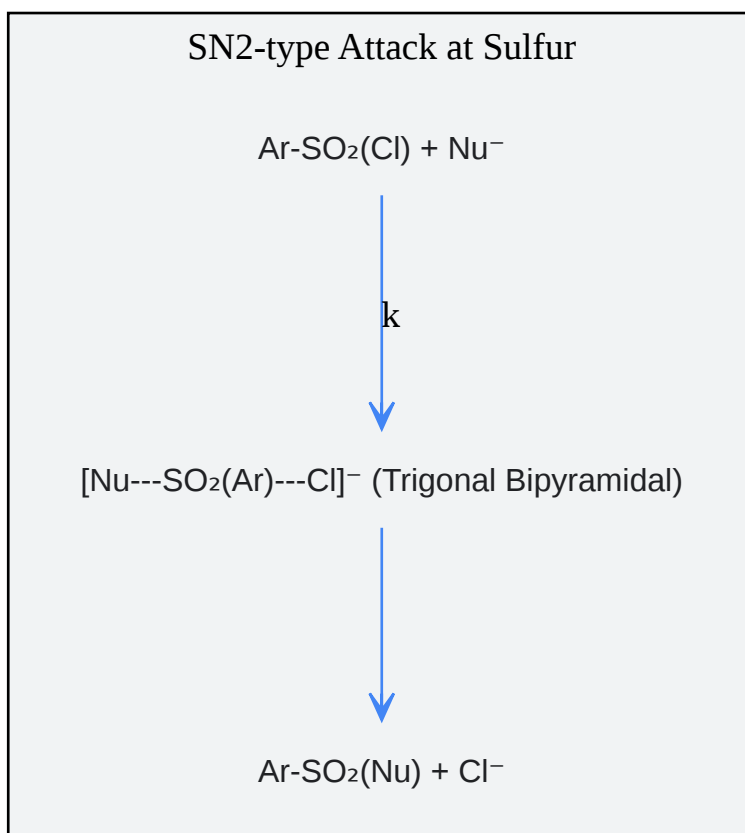 SN2-type Attack at Sulfur
Ar-SO₂(Cl) + Nu⁻
k
[Nu---SO₂(Ar)---Cl]⁻ (Trigonal Bipyramidal)
Ar-SO₂(Nu) + Cl⁻